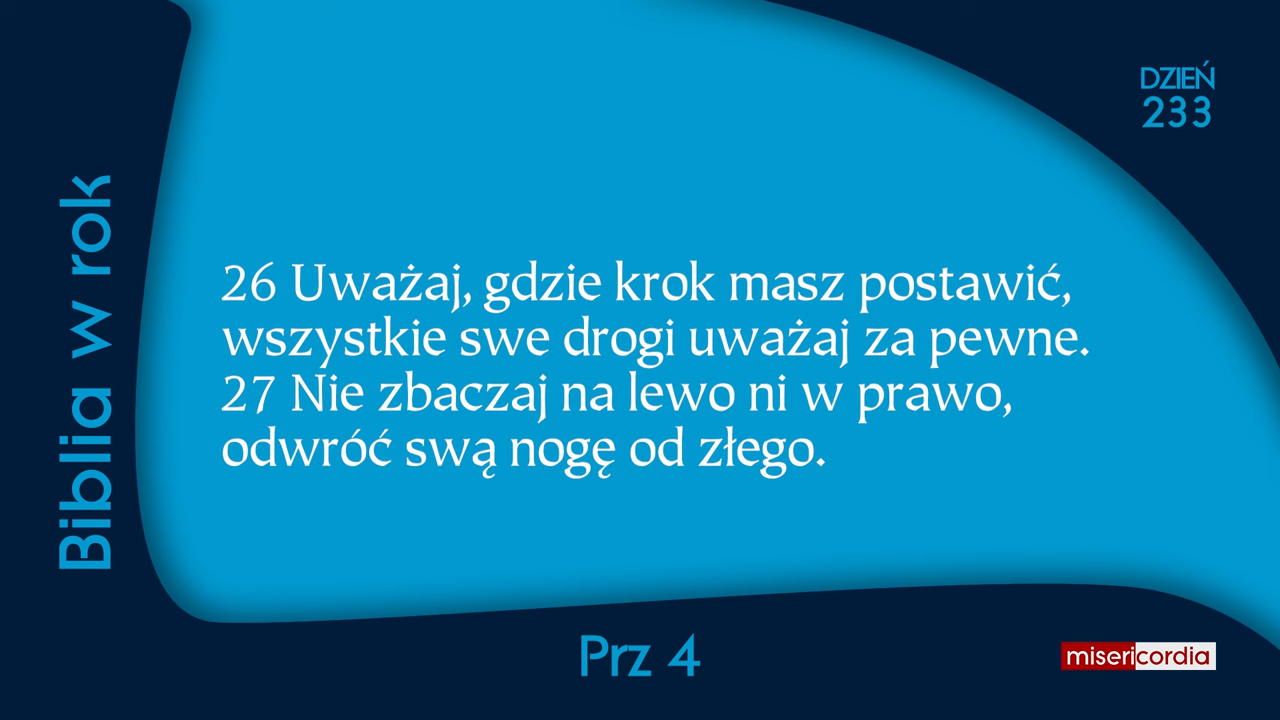 Biblia w rok
DZIEŃ
233
26 Uważaj, gdzie krok masz postawić,
wszystkie swe drogi uważaj za pewne.
27 Nie zbaczaj na lewo ni w prawo,
odwróć swą nogę od złego.
Prz 4
misericordia